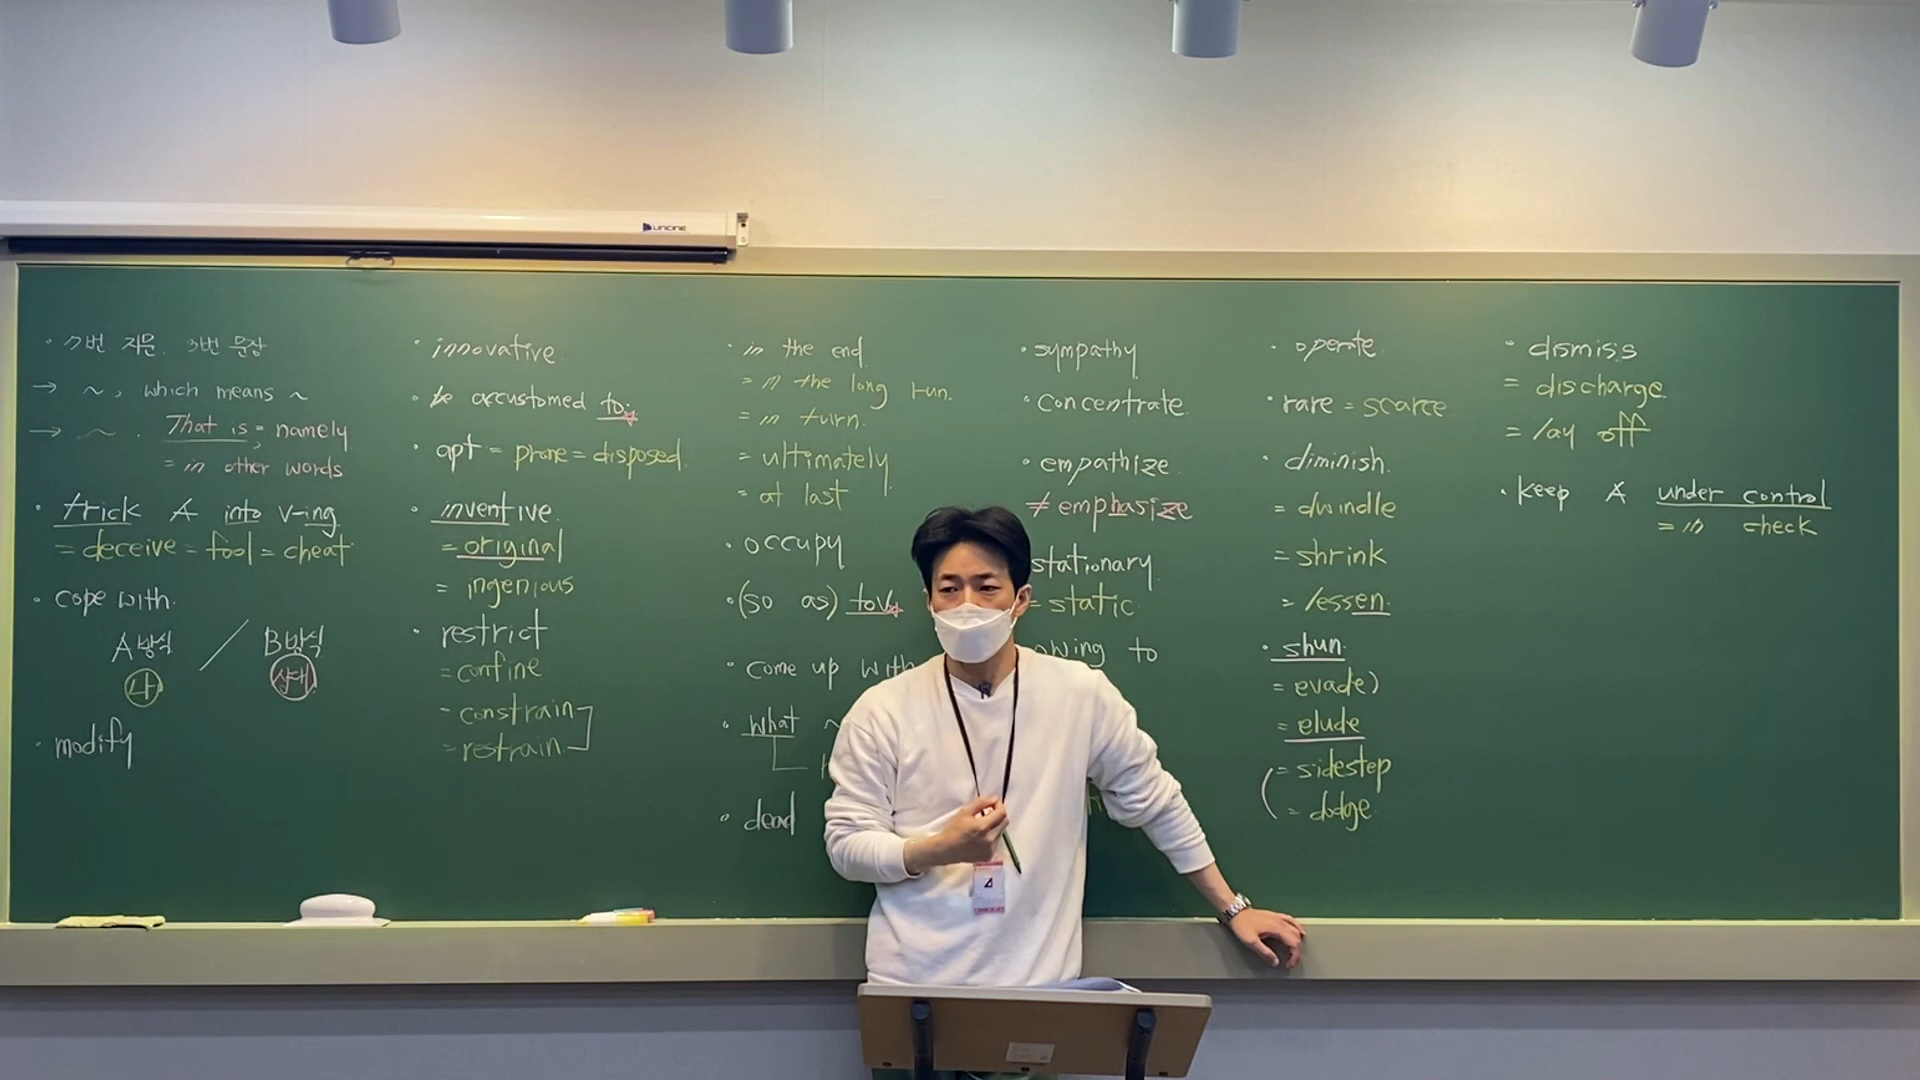 UNCINE
· 7번 지문. 3번 문장
→ ~, which means ~
→ ~. That is, = namely
= in other words
· trick A into v-ing
= deceive = fool = cheat
· cope with.
A방식 / B방식
나 상대
· modify
· innovative.
· be accustomed to;
· apt = prone = disposed.
· inventive.
= original
= ingenious
· restrict
= confine.
- constrain
= restrain.
· in the end
= in the long run.
= in turn.
= ultimately
= at last
· occupy
· (so as) to V
· come up with
· what ~
· dead
· sympathy
· concentrate.
· empathize.
≠ emphasize
stationary
= static.
owing to
· operate.
· rare = scarce
· diminish.
= dwindle
= shrink
= lessen.
· shun.
= evade)
= elude
(= sidestep
= dodge.
· dismiss
= discharge.
= lay off
· keep A under control
= in check